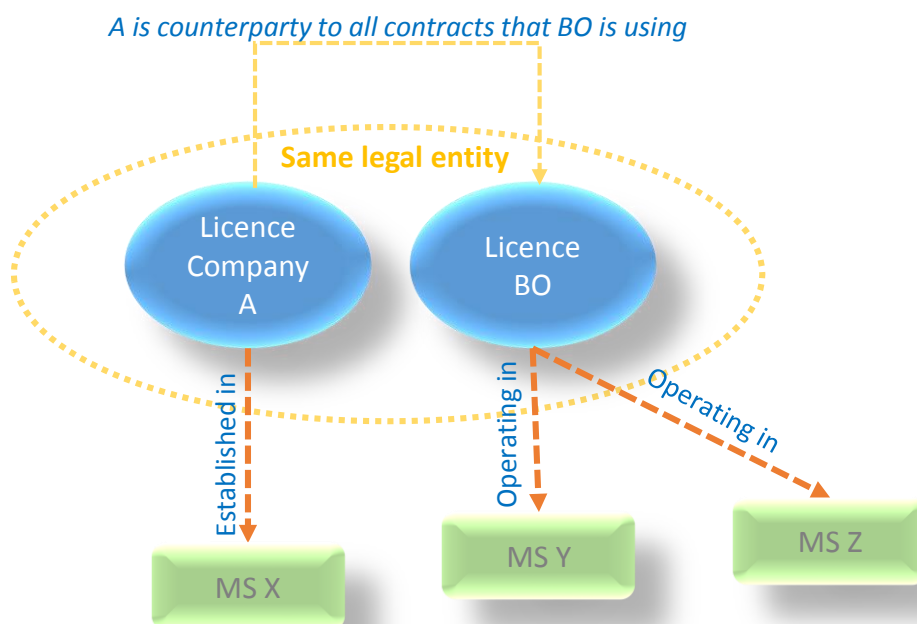 A is counterparty to all contracts that BO is using
Same legal entity
Licence
Company
A
Licence
BO
Established in
Operating in
Operating in
MS X
MS Y
MS Z